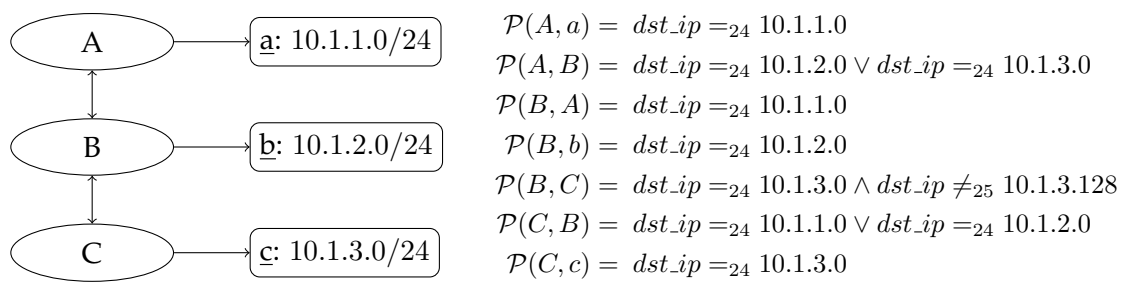 A
a: 10.1.1.0/24
B
b: 10.1.2.0/24
C
c: 10.1.3.0/24
𝒫(A, a) = dst_ip =₂₄ 10.1.1.0
𝒫(A, B) = dst_ip =₂₄ 10.1.2.0 ∨ dst_ip =₂₄ 10.1.3.0
𝒫(B, A) = dst_ip =₂₄ 10.1.1.0
𝒫(B, b) = dst_ip =₂₄ 10.1.2.0
𝒫(B, C) = dst_ip =₂₄ 10.1.3.0 ∧ dst_ip ≠₂₅ 10.1.3.128
𝒫(C, B) = dst_ip =₂₄ 10.1.1.0 ∨ dst_ip =₂₄ 10.1.2.0
𝒫(C, c) = dst_ip =₂₄ 10.1.3.0